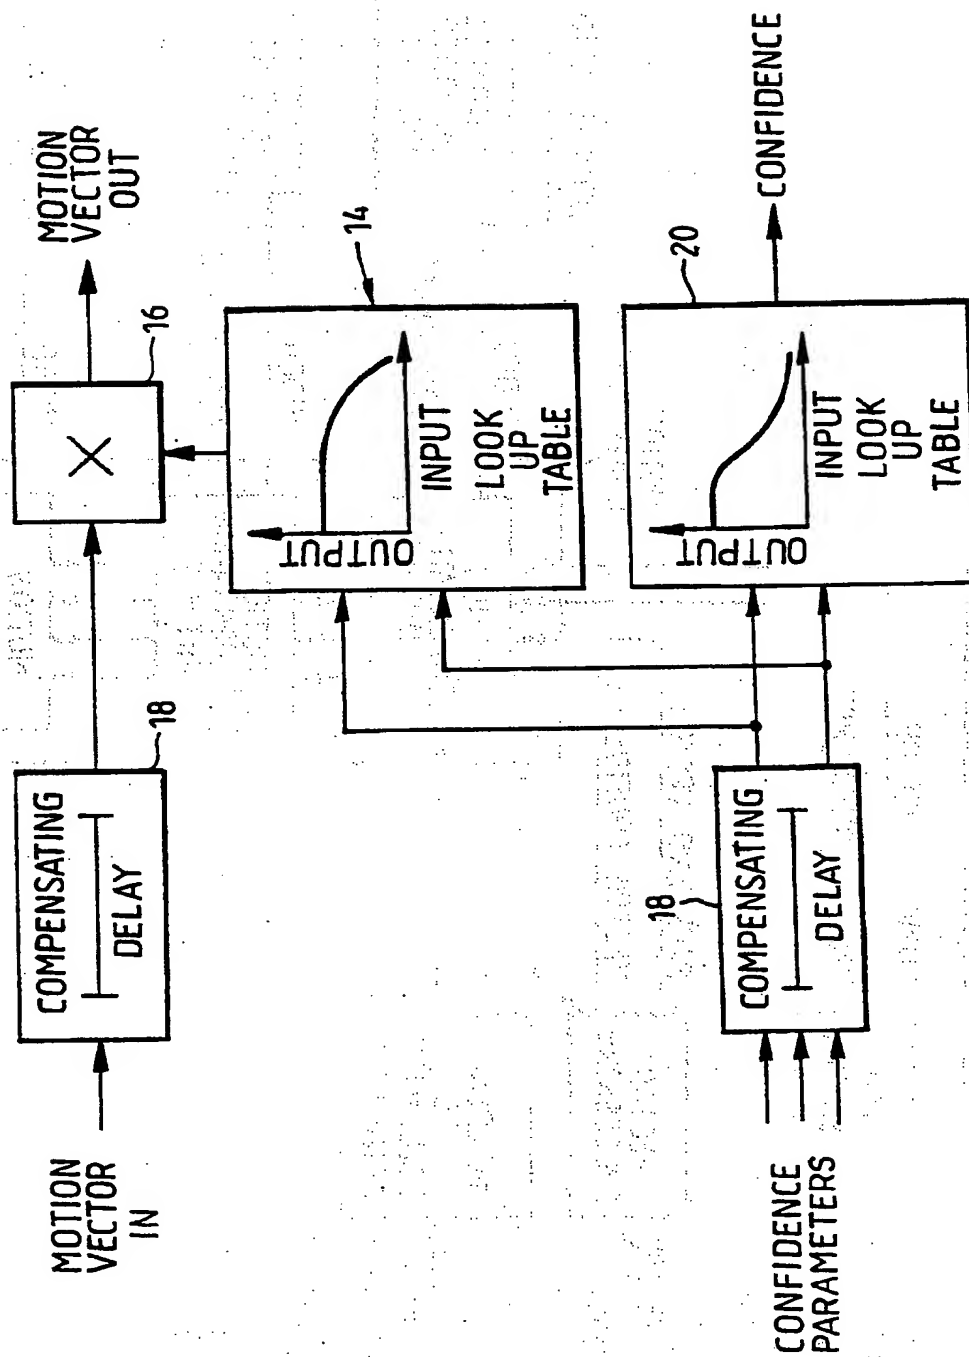 MOTION
VECTOR
IN
COMPENSATING
DELAY
18
X
16
MOTION
VECTOR
OUT
OUTPUT
INPUT
LOOK
UP
TABLE
14
CONFIDENCE
PARAMETERS
COMPENSATING
DELAY
18
OUTPUT
INPUT
LOOK
UP
TABLE
20
CONFIDENCE